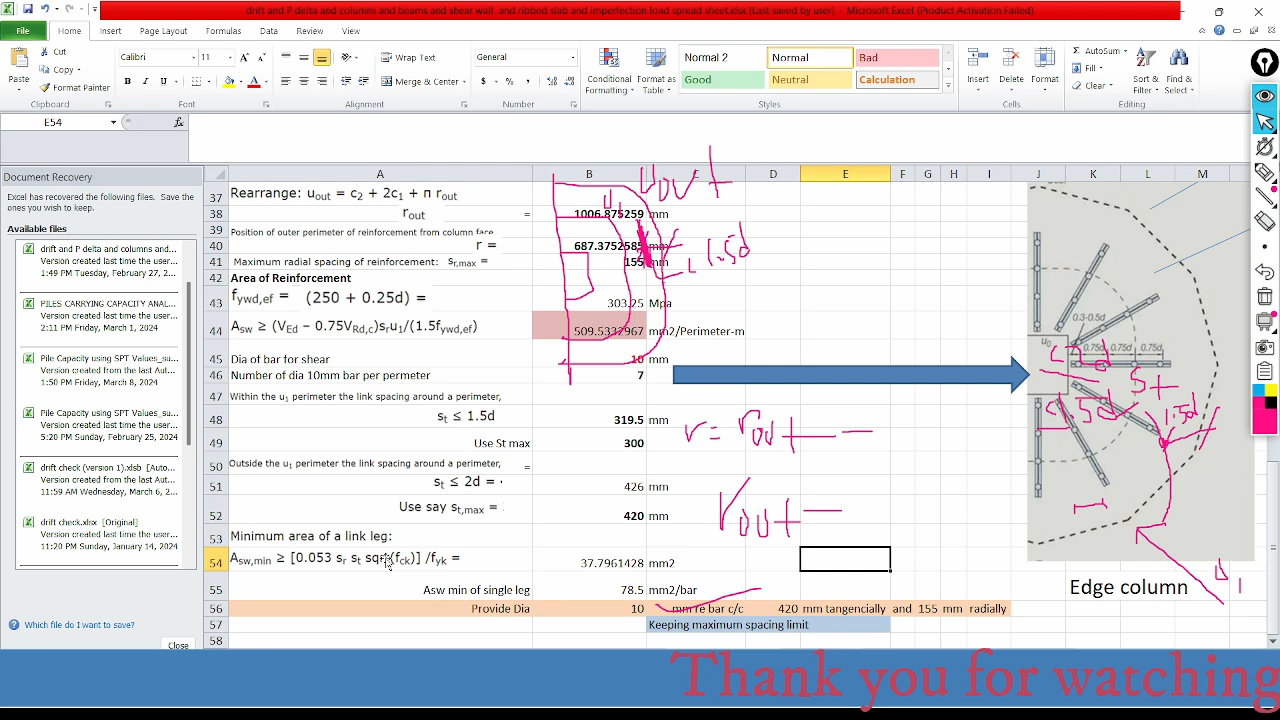 drift and P delta and columns and beams and shear wall and ribbed slab and imperfection load spread sheet.xlsx [Last saved by user] - Microsoft Excel (Product Activation Failed)
File Home Insert Page Layout Formulas Data Review View
Cut
Copy
Format Painter
Paste
Clipboard
Calibri 11
B I U
Font
Wrap Text
Merge & Center
Alignment
General
Number
Conditional Formatting
Format as Table
Normal 2 Normal Bad
Good Neutral Calculation
Styles
Insert Delete Format
Cells
AutoSum
Fill
Clear
Sort & Filter
Find & Select
Editing
E54 fx
Document Recovery
Excel has recovered the following files. Save the ones you wish to keep.
Available files
drift and P delta and columns and...
Version created last time the user...
1:49 PM Tuesday, February 27, 2...
PILES CARRYING CAPACITY ANAL...
Version created from the last Aut...
2:11 PM Friday, March 1, 2024
Pile Capacity using SPT Values_su...
Version created from the last Aut...
1:50 PM Friday, March 8, 2024
Pile Capacity using SPT Values_su...
Version created last time the user...
5:20 PM Sunday, February 25, 2024
drift check (version 1).xlsb [Auto...
Version created from the last Aut...
11:59 AM Wednesday, March 6, 2...
drift check.xlsx [Original]
Version created last time the user...
11:20 PM Sunday, January 14, 2024
Which file do I want to save?
Close
A B C D E F G H I J K L M
37 Rearrange: uout = c2 + 2c1 + π rout
38 rout = 1006.875259 mm
39 Position of outer perimeter of reinforcement from column face
40 r = 687.3752585 mm
41 Maximum radial spacing of reinforcement: sr,max = 155 mm
42 Area of Reinforcement
43 fywd,ef = (250 + 0.25d) = 303.25 Mpa
44 Asw ≥ (VEd – 0.75VRd,c)sru1/(1.5fywd,ef) 509.5332967 mm2/Perimeter-m
45 Dia of bar for shear 10 mm
46 Number of dia 10mm bar per permeter 7
47 Within the u1 perimeter the link spacing around a perimeter,
48 st ≤ 1.5d 319.5 mm
49 Use St max 300 mm
50 Outside the u1 perimeter the link spacing around a perimeter, =
51 st ≤ 2d = 426 mm
52 Use say st,max = 420 mm
53 Minimum area of a link leg:
54 Asw,min ≥ [0.053 sr st sqrt(fck)] /fyk = 37.7961428 mm2
55 Asw min of single leg 78.5 mm2/bar
56 Provide Dia 10 mm re bar c/c 420 mm tangencially and 155 mm radially
57 Keeping maximum spacing limit
58
uout
u1
1.5d
r = rout
rout
0.3-0.5d
u0
0.75d 0.75d 0.75d
St
1.5d
1.5d
Edge column
Thank you for watching